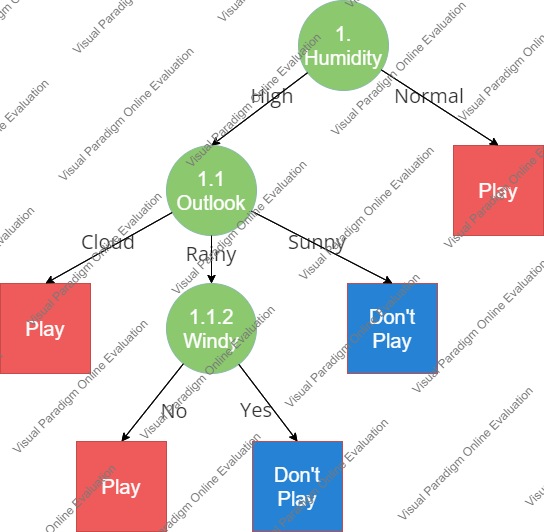 1.
Humidity
High
Normal
1.1
Outlook
Play
Cloud
Rainy
Sunny
Play
1.1.2
Windy
Don't
Play
No
Yes
Play
Don't
Play
Visual Paradigm Online Evaluation